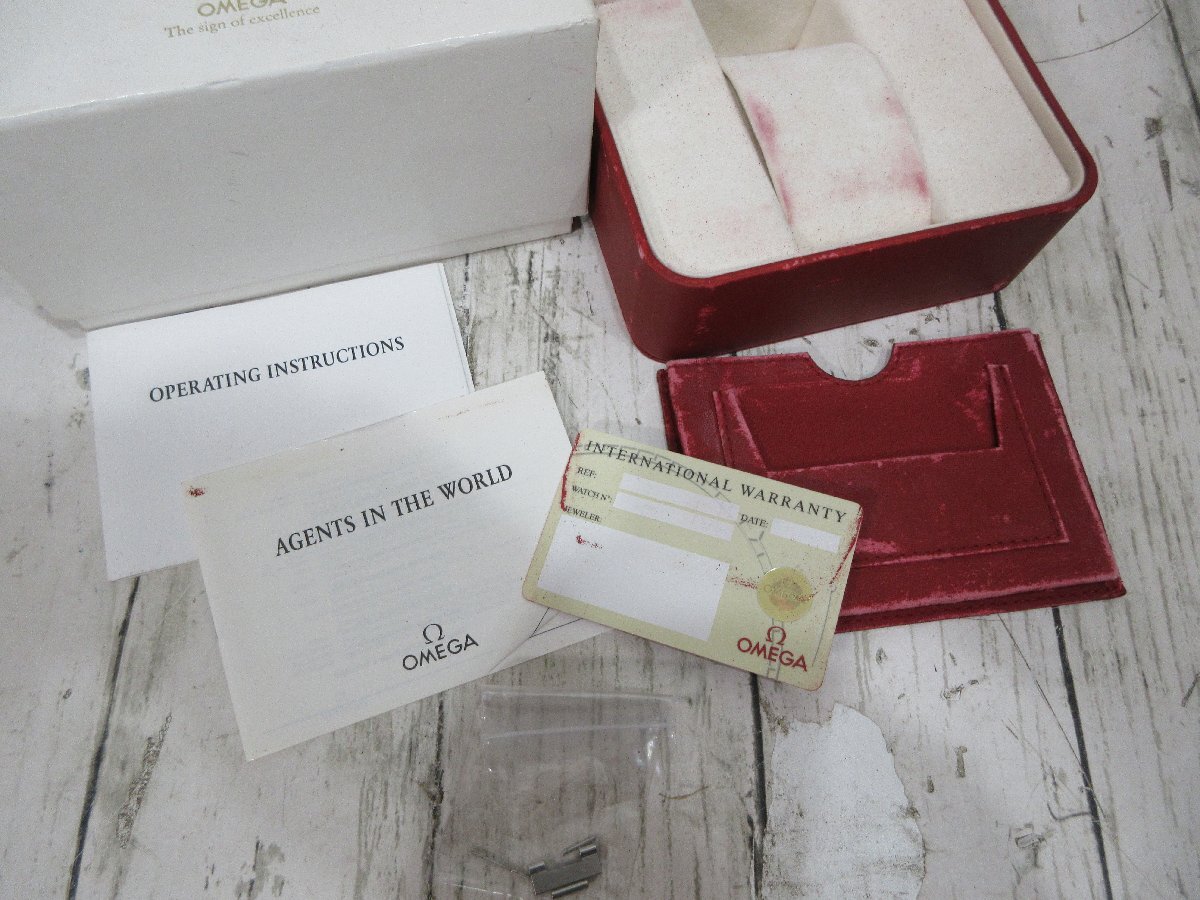 OMEGA
The sign of excellence
OPERATING INSTRUCTIONS
AGENTS IN THE WORLD
Ω
OMEGA
INTERNATIONAL WARRANTY
REF:
WATCH N°:
DATE:
JEWELER:
Ω
OMEGA